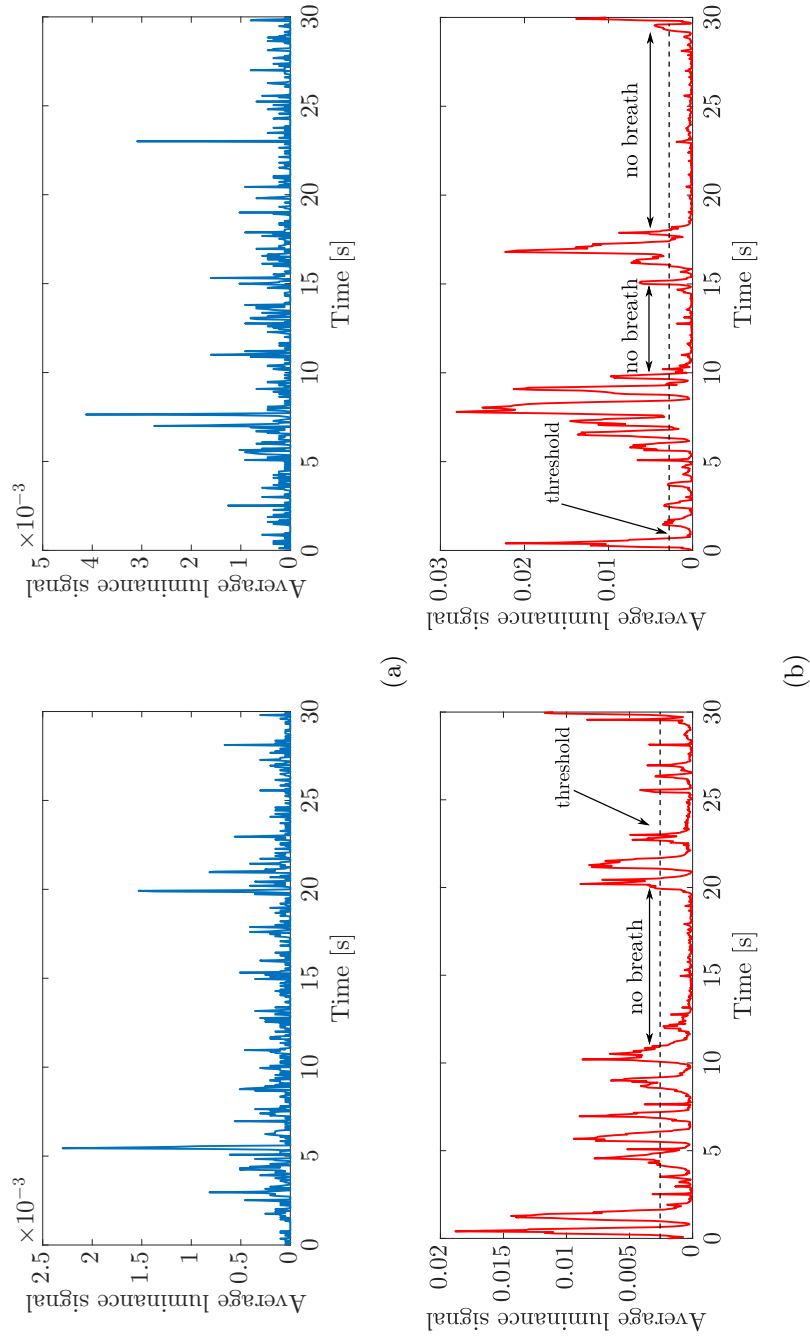 ×10⁻³
2.5
2
1.5
1
0.5
0
Average luminance signal
0 5 10 15 20 25 30
Time [s]
×10⁻³
5
4
3
2
1
0
Average luminance signal
0 5 10 15 20 25 30
Time [s]
(a)
0.02
0.015
0.01
0.005
0
Average luminance signal
no breath
threshold
0 5 10 15 20 25 30
Time [s]
0.03
0.02
0.01
0
Average luminance signal
threshold
no breath
no breath
0 5 10 15 20 25 30
Time [s]
(b)